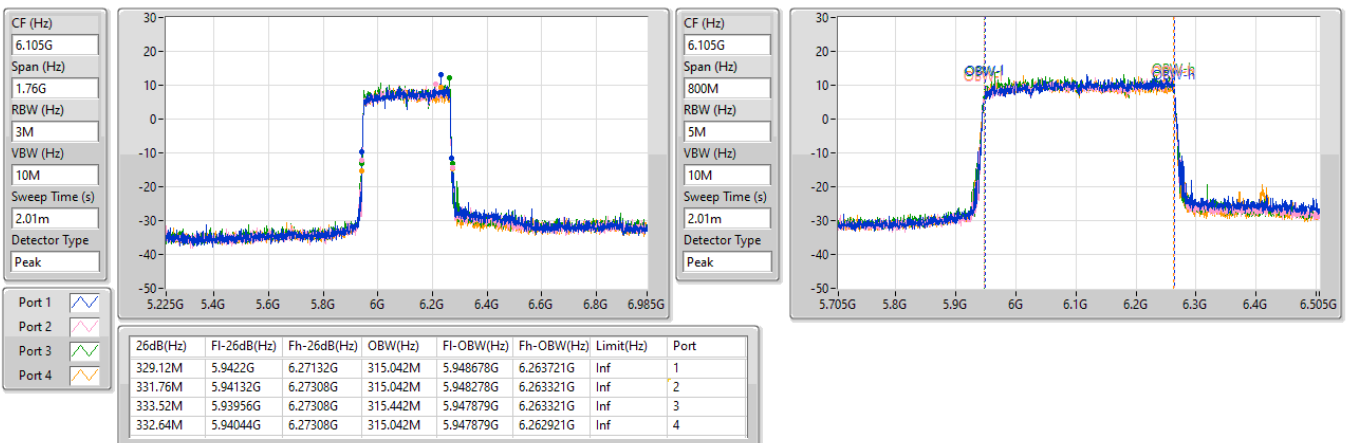 CF (Hz)
6.105G
Span (Hz)
1.76G
RBW (Hz)
3M
VBW (Hz)
10M
Sweep Time (s)
2.01m
Detector Type
Peak
30
20
10
0
-10
-20
-30
-40
-50
5.225G 5.4G 5.6G 5.8G 6G 6.2G 6.4G 6.6G 6.8G 6.985G
CF (Hz)
6.105G
Span (Hz)
800M
RBW (Hz)
5M
VBW (Hz)
10M
Sweep Time (s)
2.01m
Detector Type
Peak
30
20
10
0
-10
-20
-30
-40
-50
OBW-l OBW-h
5.705G 5.8G 5.9G 6G 6.1G 6.2G 6.3G 6.4G 6.505G
Port 1
Port 2
Port 3
Port 4
26dB(Hz) Fl-26dB(Hz) Fh-26dB(Hz) OBW(Hz) Fl-OBW(Hz) Fh-OBW(Hz) Limit(Hz) Port
329.12M 5.9422G 6.27132G 315.042M 5.948678G 6.263721G Inf 1
331.76M 5.94132G 6.27308G 315.042M 5.948278G 6.263321G Inf 2
333.52M 5.93956G 6.27308G 315.442M 5.947879G 6.263321G Inf 3
332.64M 5.94044G 6.27308G 315.042M 5.947879G 6.262921G Inf 4